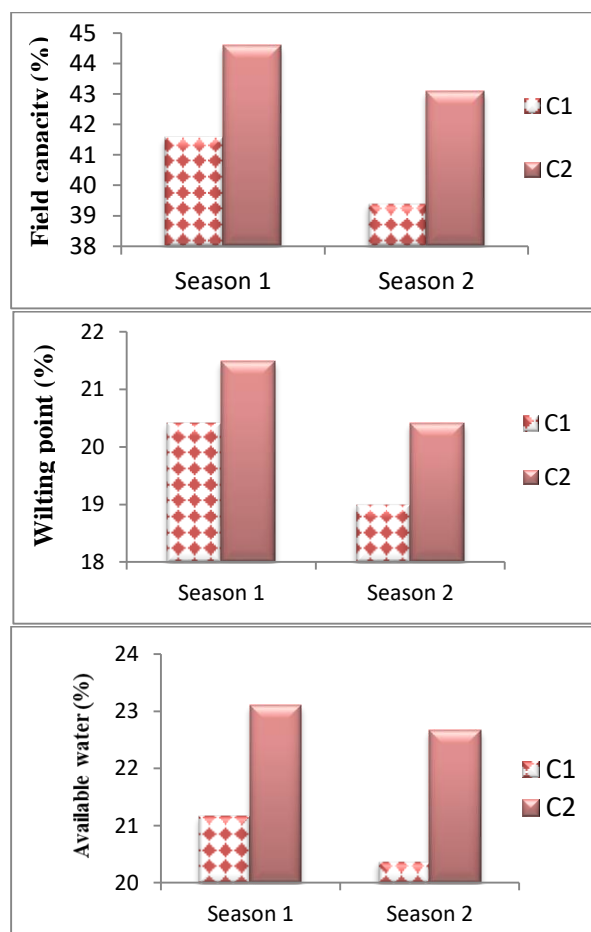 Field capacity (%)
45
44
43
42
41
40
39
38
Season 1
Season 2
C1
C2
Wilting point (%)
22
21
20
19
18
Season 1
Season 2
C1
C2
Available water (%)
24
23
22
21
20
Season 1
Season 2
C1
C2